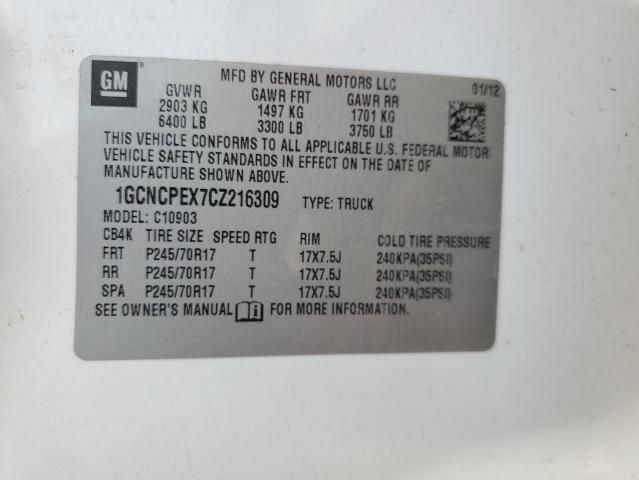 GM
MFD BY GENERAL MOTORS LLC
01/12
GVWR GAWR FRT GAWR RR
2903 KG 1497 KG 1701 KG
6400 LB 3300 LB 3750 LB
THIS VEHICLE CONFORMS TO ALL APPLICABLE U.S. FEDERAL MOTOR
VEHICLE SAFETY STANDARDS IN EFFECT ON THE DATE OF
MANUFACTURE SHOWN ABOVE.
1GCNCPEX7CZ216309 TYPE: TRUCK
MODEL: C10903
CB4K TIRE SIZE SPEED RTG RIM COLD TIRE PRESSURE
FRT P245/70R17 T 17X7.5J 240KPA(35PSI)
RR P245/70R17 T 17X7.5J 240KPA(35PSI)
SPA P245/70R17 T 17X7.5J 240KPA(35PSI)
SEE OWNER'S MANUAL FOR MORE INFORMATION.